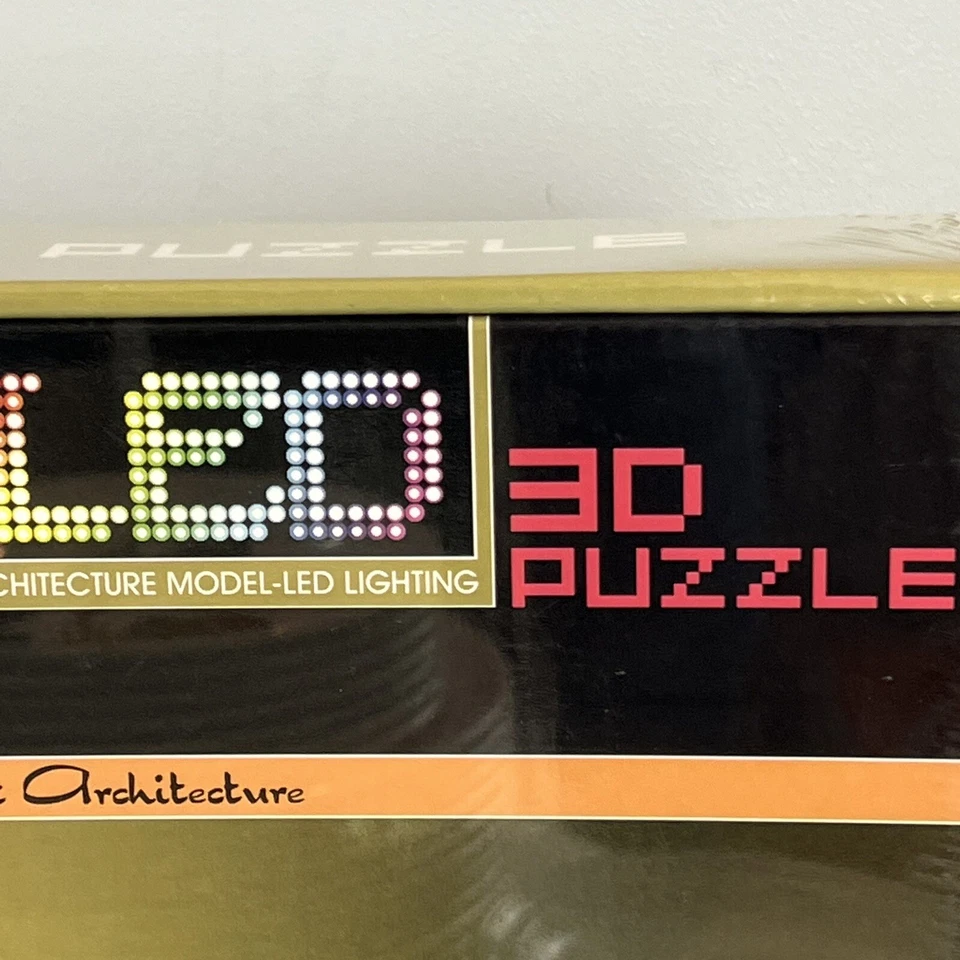 PUZZLE
LED
CHITECTURE MODEL-LED LIGHTING
3D
PUZZLE
Architecture